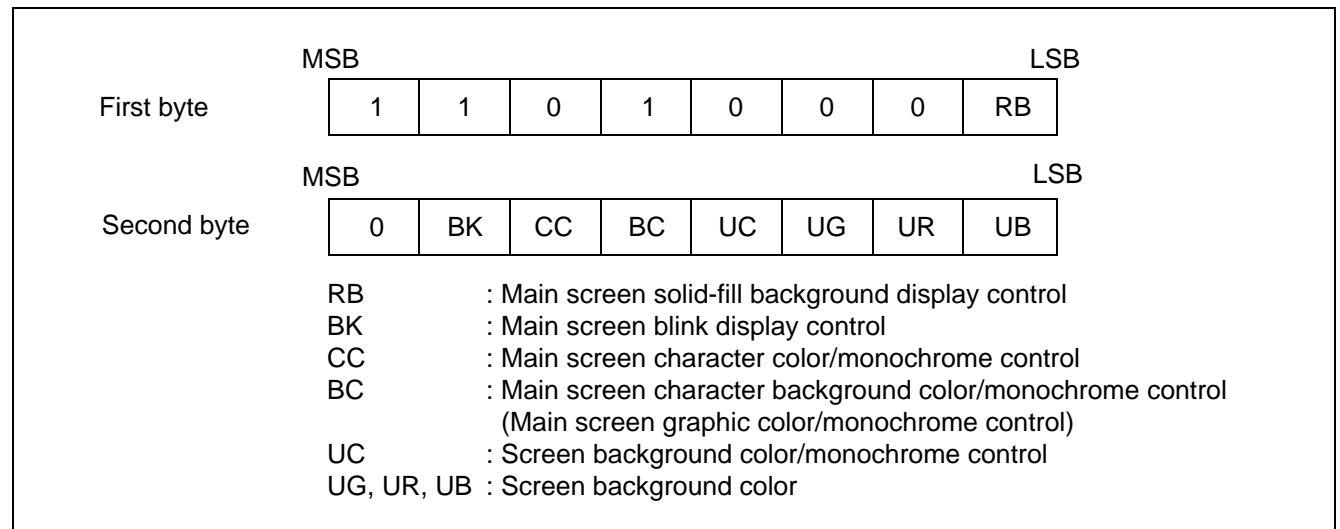 MSB LSB
First byte 1 1 0 1 0 0 0 RB
MSB LSB
Second byte 0 BK CC BC UC UG UR UB
RB : Main screen solid-fill background display control
BK : Main screen blink display control
CC : Main screen character color/monochrome control
BC : Main screen character background color/monochrome control
(Main screen graphic color/monochrome control)
UC : Screen background color/monochrome control
UG, UR, UB : Screen background color